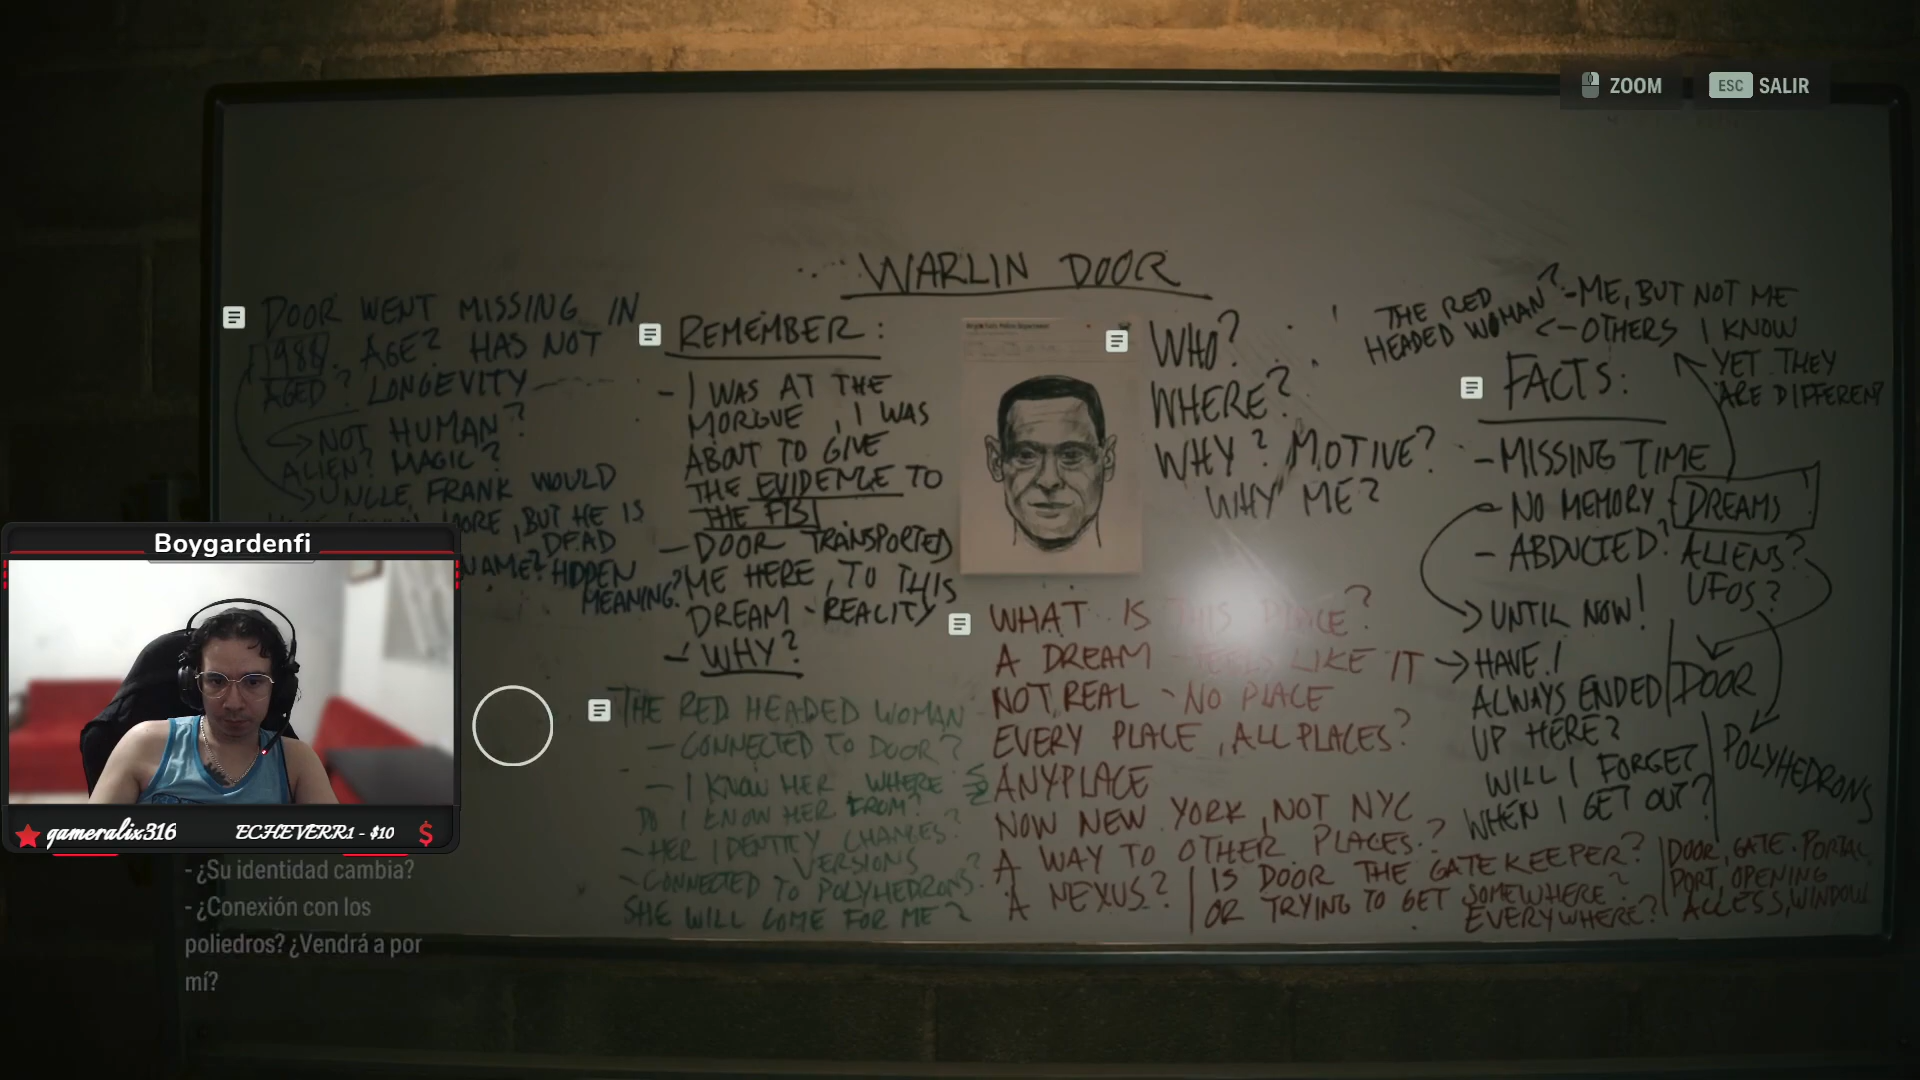 ZOOM
ESC SALIR
WARLIN DOOR
DOOR WENT MISSING IN
1988. AGE? HAS NOT
AGED? LONGEVITY
NOT HUMAN?
ALIEN? MAGIC?
UNCLE FRANK WOULD
MORE, BUT HE IS
DEAD
NAME? HIDDEN
MEANING?
REMEMBER:
- I WAS AT THE
MORGUE, I WAS
ABOUT TO GIVE
THE EVIDENCE TO
THE FBI
- DOOR TRANSPORTED
ME HERE, TO THIS
DREAM - REALITY
- WHY?
WHO?
WHERE?
WHY? MOTIVE?
WHY ME?
THE RED
HEADED WOMAN?
- ME, BUT NOT ME
<- OTHERS I KNOW
YET THEY
ARE DIFFERENT
FACTS:
- MISSING TIME
- NO MEMORY - DREAMS
- ABDUCTED? ALIENS?
UFOS?
UNTIL NOW!
HAVE I
ALWAYS ENDED
UP HERE?
WILL I FORGET
WHEN I GET OUT?
DOOR
POLYHEDRONS
WHAT IS THIS PLACE?
A DREAM - FEELS LIKE IT
NOT REAL - NO PLACE
EVERY PLACE, ALL PLACES?
ANYPLACE
NOW NEW YORK, NOT NYC
A WAY TO OTHER PLACES?
A NEXUS?
IS DOOR THE GATEKEEPER?
OR TRYING TO GET SOMEWHERE?
EVERYWHERE?
DOOR, GATE, PORTAL
PORT, OPENING
ACCESS, WINDOW
THE RED HEADED WOMAN
- CONNECTED TO DOOR?
- I KNOW HER. WHERE
DO I KNOW HER FROM?
- HER IDENTITY CHANGES?
VERSIONS
- CONNECTED TO POLYHEDRONS?
SHE WILL COME FOR ME?
Boygardenfi
gameralix316
ECHEVERR1 - $10
$
- ¿Su identidad cambia?
- ¿Conexión con los
poliedros? ¿Vendrá a por
mí?